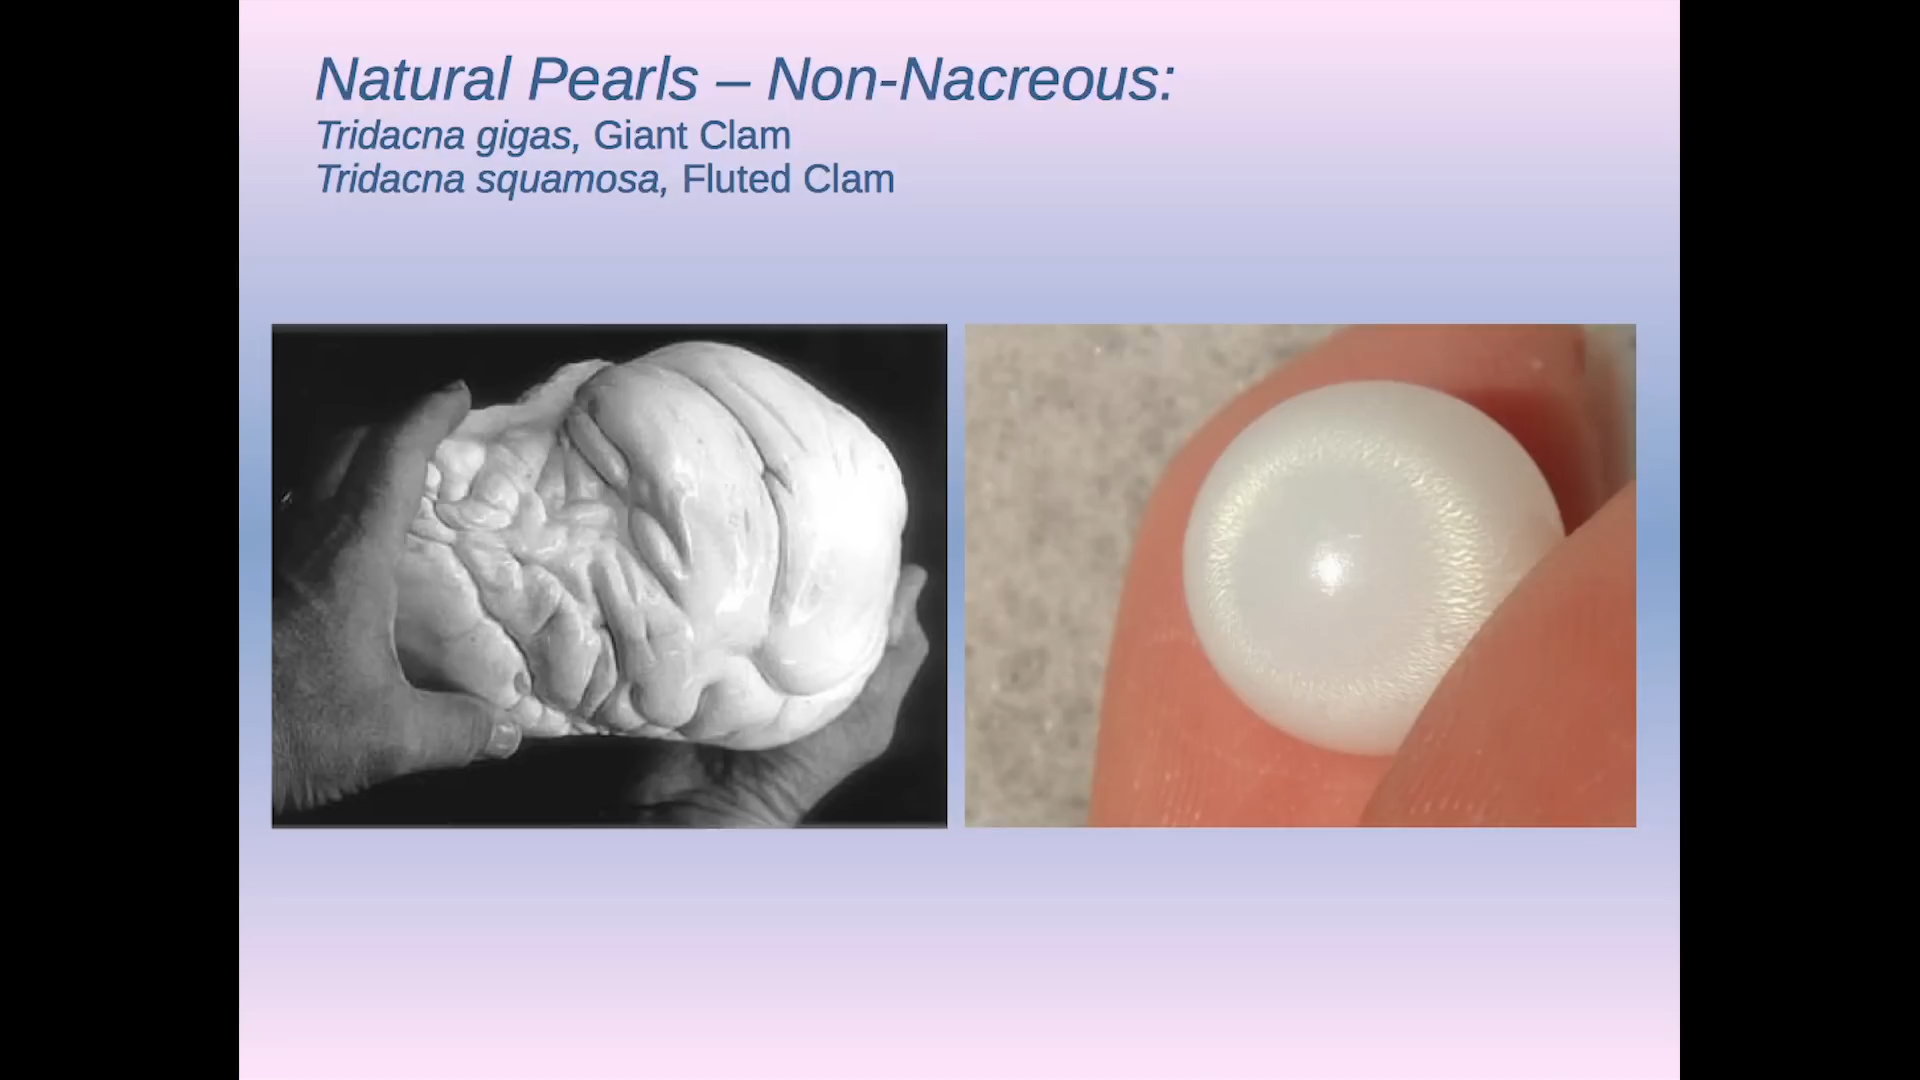 Natural Pearls – Non-Nacreous:
Tridacna gigas, Giant Clam
Tridacna squamosa, Fluted Clam